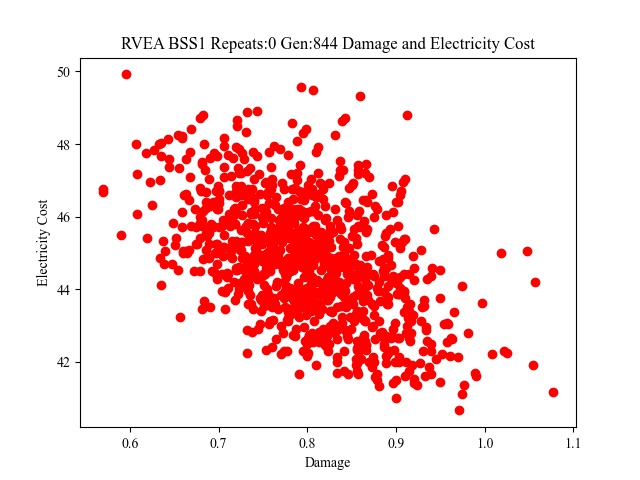 RVEA BSS1 Repeats:0 Gen:844 Damage and Electricity Cost
50
48
46
44
42
Electricity Cost
0.6 0.7 0.8 0.9 1.0 1.1
Damage